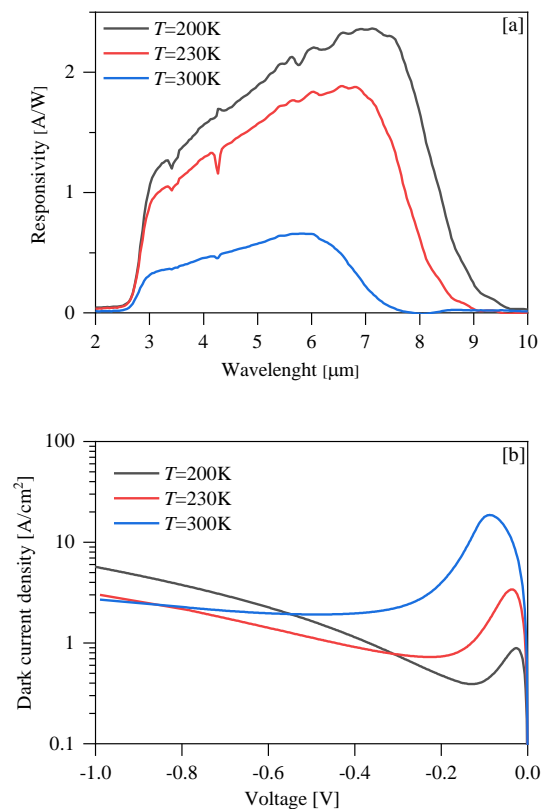 [a]
T=200K
T=230K
T=300K
Responsivity [A/W]
2
1
0
2 3 4 5 6 7 8 9 10
Wavelenght [μm]
[b]
T=200K
T=230K
T=300K
Dark current density [A/cm²]
100
10
1
0.1
-1.0 -0.8 -0.6 -0.4 -0.2 0.0
Voltage [V]